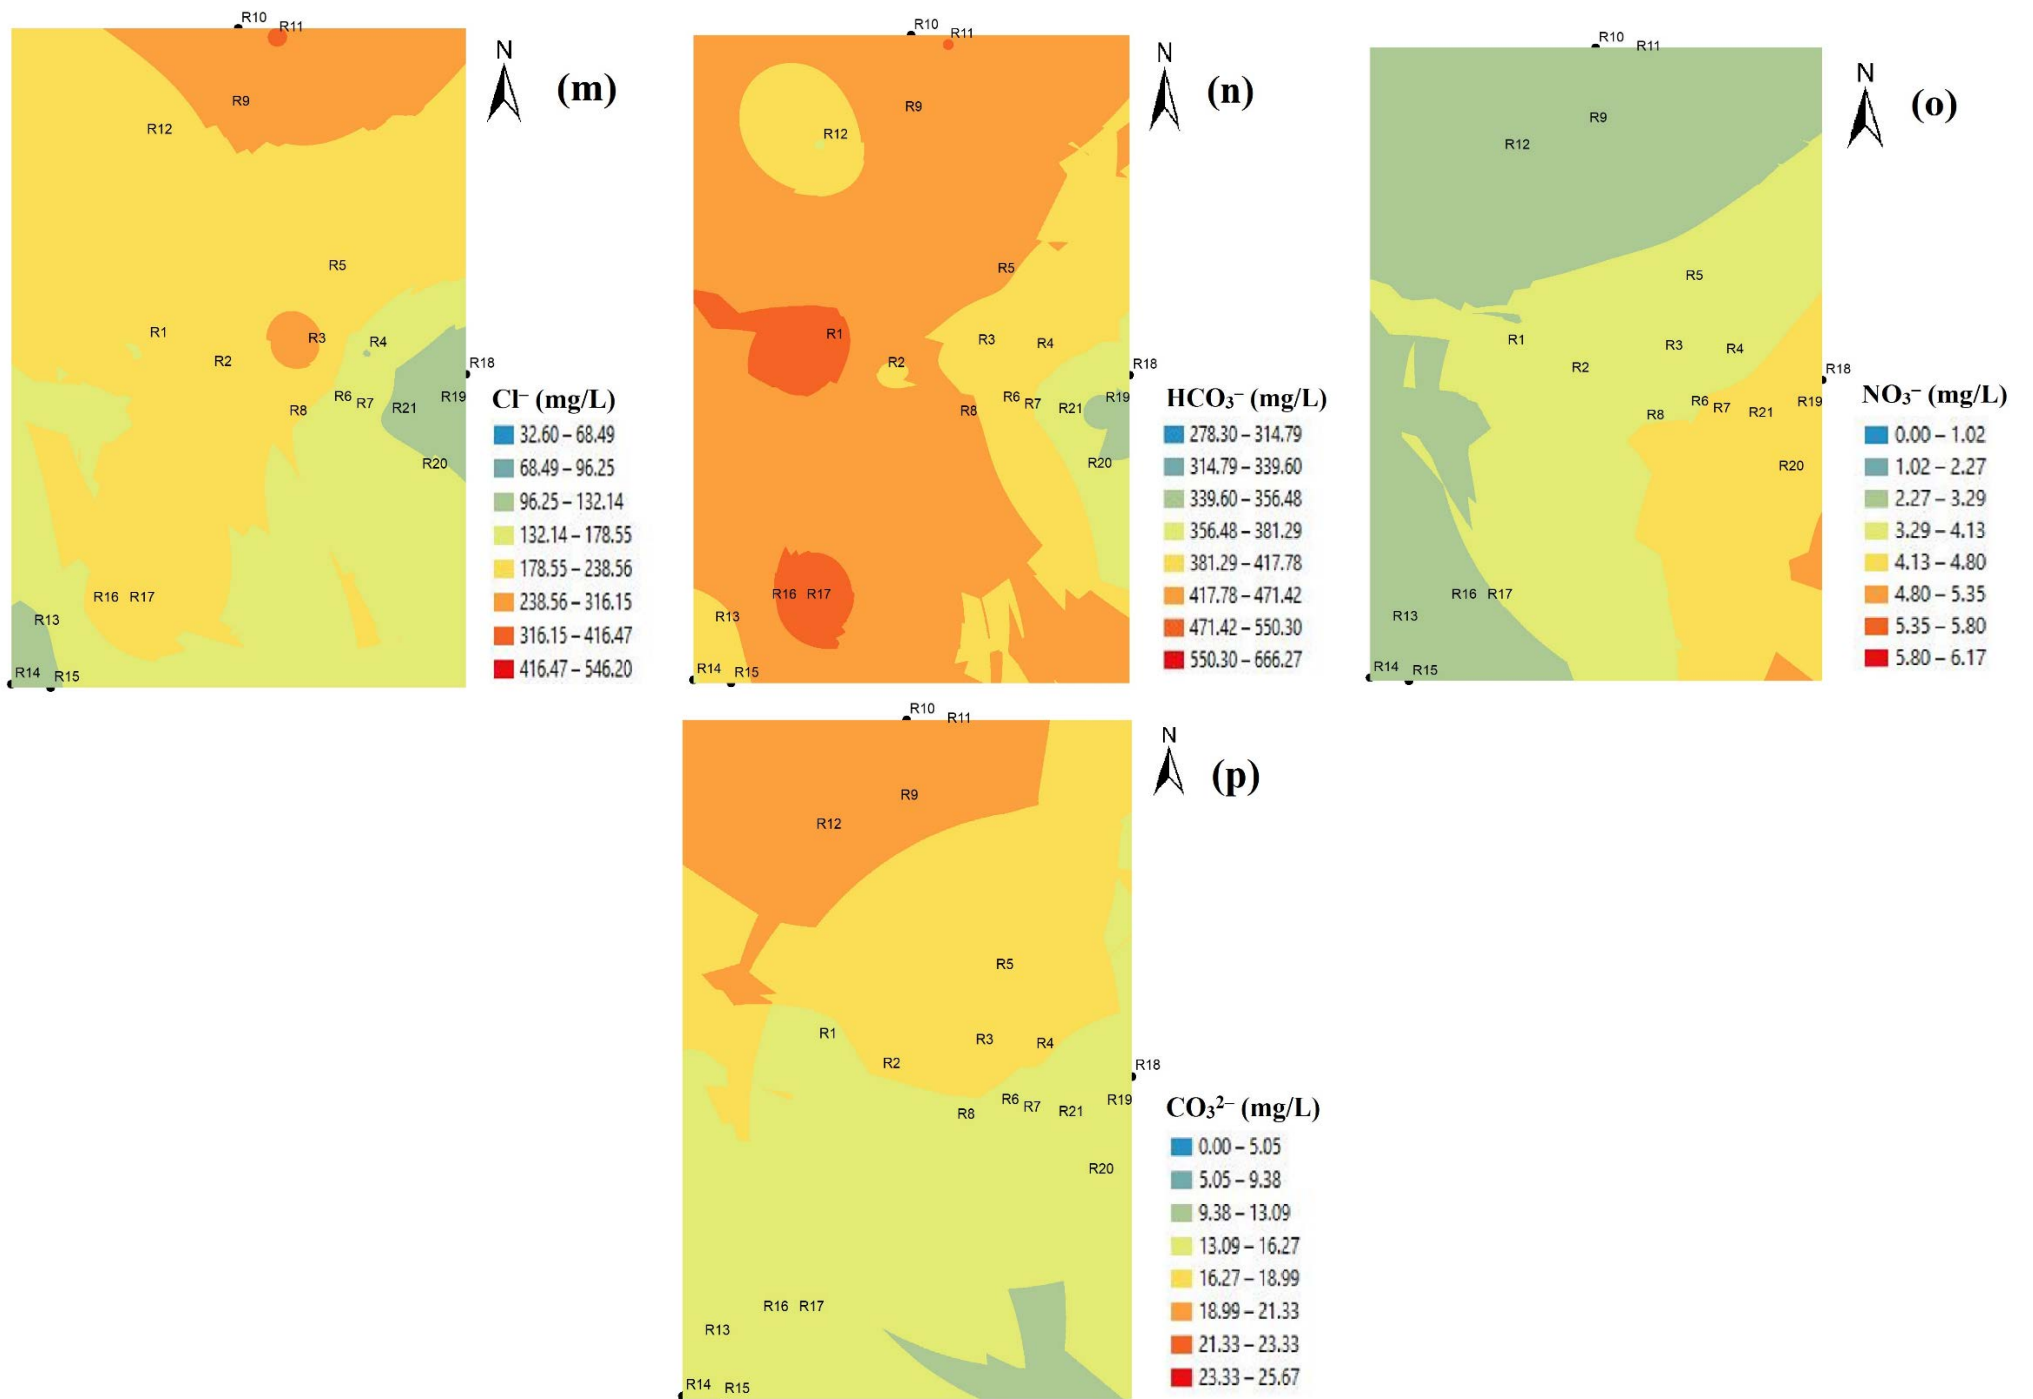 R10
R11
N
(m)
R9
R12
R5
R1
R3
R4
R2
R18
R6
R7
R21
R19
R8
R20
R16 R17
R13
R14
R15
Cl⁻ (mg/L)
32.60 – 68.49
68.49 – 96.25
96.25 – 132.14
132.14 – 178.55
178.55 – 238.56
238.56 – 316.15
316.15 – 416.47
416.47 – 546.20
R10
R11
N
(n)
R9
R12
R5
R1
R3
R4
R2
R18
R6
R7
R21
R19
R8
R20
R16 R17
R13
R14
R15
HCO₃⁻ (mg/L)
278.30 – 314.79
314.79 – 339.60
339.60 – 356.48
356.48 – 381.29
381.29 – 417.78
417.78 – 471.42
471.42 – 550.30
550.30 – 666.27
R10
R11
N
(o)
R9
R12
R5
R1
R3
R4
R2
R18
R6
R7
R21
R19
R8
R20
R16 R17
R13
R14
R15
NO₃⁻ (mg/L)
0.00 – 1.02
1.02 – 2.27
2.27 – 3.29
3.29 – 4.13
4.13 – 4.80
4.80 – 5.35
5.35 – 5.80
5.80 – 6.17
R10
R11
N
(p)
R9
R12
R5
R1
R3
R4
R2
R18
R6
R7
R21
R19
R8
R20
R16 R17
R13
R14
R15
CO₃²⁻ (mg/L)
0.00 – 5.05
5.05 – 9.38
9.38 – 13.09
13.09 – 16.27
16.27 – 18.99
18.99 – 21.33
21.33 – 23.33
23.33 – 25.67